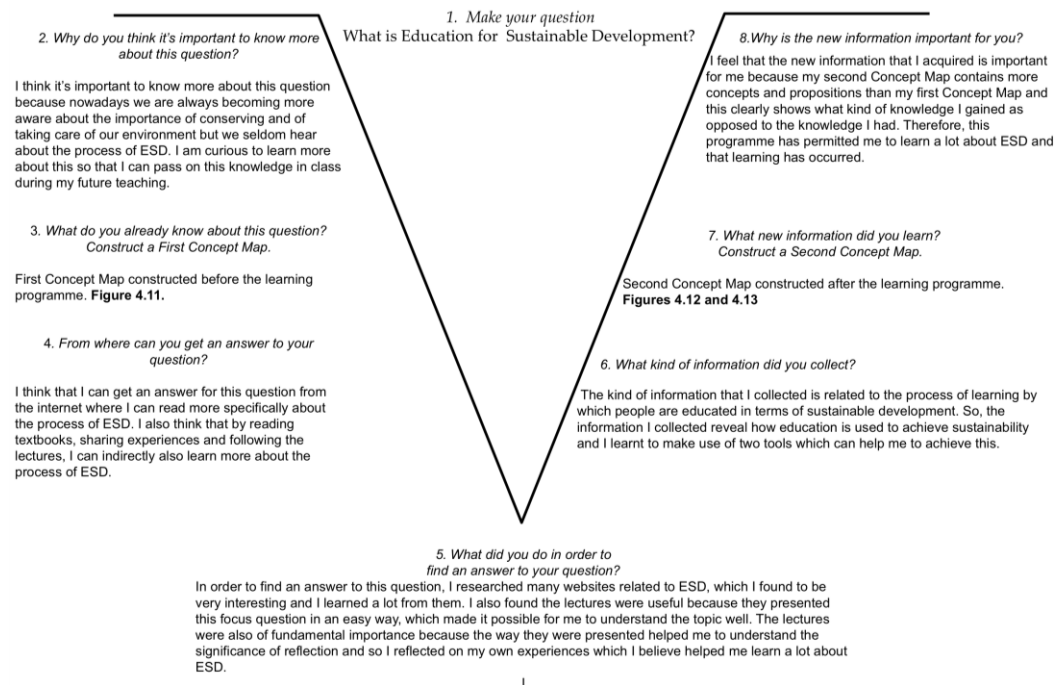 1. Make your question
What is Education for Sustainable Development?
2. Why do you think it's important to know more
about this question?
I think it's important to know more about this question
because nowadays we are always becoming more
aware about the importance of conserving and of
taking care of our environment but we seldom hear
about the process of ESD. I am curious to learn more
about this so that I can pass on this knowledge in class
during my future teaching.
3. What do you already know about this question?
Construct a First Concept Map.
First Concept Map constructed before the learning
programme. Figure 4.11.
4. From where can you get an answer to your
question?
I think that I can get an answer for this question from
the internet where I can read more specifically about
the process of ESD. I also think that by reading
textbooks, sharing experiences and following the
lectures, I can indirectly also learn more about the
process of ESD.
5. What did you do in order to
find an answer to your question?
In order to find an answer to this question, I researched many websites related to ESD, which I found to be
very interesting and I learned a lot from them. I also found the lectures were useful because they presented
this focus question in an easy way, which made it possible for me to understand the topic well. The lectures
were also of fundamental importance because the way they were presented helped me to understand the
significance of reflection and so I reflected on my own experiences which I believe helped me learn a lot about
ESD.
6. What kind of information did you collect?
The kind of information that I collected is related to the process of learning by
which people are educated in terms of sustainable development. So, the
information I collected reveal how education is used to achieve sustainability
and I learnt to make use of two tools which can help me to achieve this.
7. What new information did you learn?
Construct a Second Concept Map.
Second Concept Map constructed after the learning programme.
Figures 4.12 and 4.13
8.Why is the new information important for you?
I feel that the new information that I acquired is important
for me because my second Concept Map contains more
concepts and propositions than my first Concept Map and
this clearly shows what kind of knowledge I gained as
opposed to the knowledge I had. Therefore, this
programme has permitted me to learn a lot about ESD and
that learning has occurred.